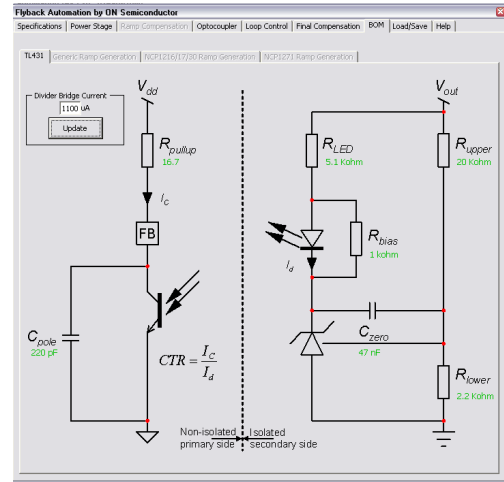 Flyback Automation by ON Semiconductor
Specifications Power Stage Ramp Compensation Optocoupler Loop Control Final Compensation BOM Load/Save Help
TL431 Generic Ramp Generation NCP1216/17/30 Ramp Generation NCP1271 Ramp Generation
Divider Bridge Current
1100 uA
Update
Vdd
Vout
Rpullup
16.7
RLED
5.1 Kohm
Rupper
20 Kohm
Ic
FB
Rbias
1 kohm
Id
Cpole
220 pF
CTR = IC / Id
Czero
47 nF
Rlower
2.2 Kohm
Non-isolated Isolated
primary side secondary side